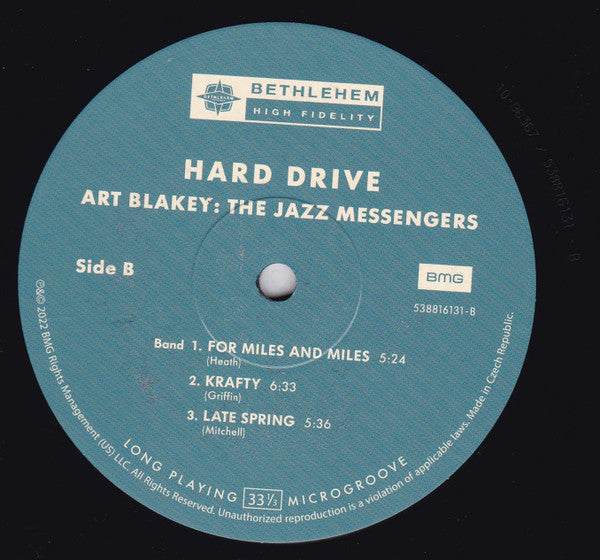 BETHLEHEM
BETHLEHEM
HIGH FIDELITY
HARD DRIVE
ART BLAKEY: THE JAZZ MESSENGERS
Side B
BMG
538816131-B
Band 1. FOR MILES AND MILES 5:24
(Heath)
2. KRAFTY 6:33
(Griffin)
3. LATE SPRING 5:36
(Mitchell)
LONG PLAYING 33 1/3 MICROGROOVE
℗&© 2022 BMG Rights Management (US) LLC. All Rights Reserved. Unauthorized reproduction is a violation of applicable laws. Made in Czech Republic.
538816131 - B